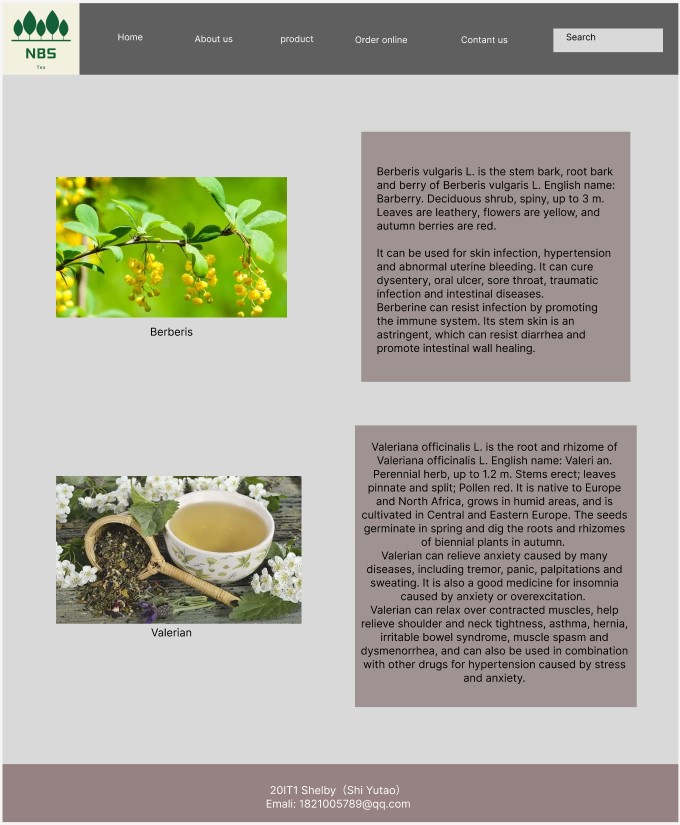 NBS
Tea
Home
About us
product
Order online
Contant us
Search
Berberis vulgaris L. is the stem bark, root bark
and berry of Berberis vulgaris L. English name:
Barberry. Deciduous shrub, spiny, up to 3 m.
Leaves are leathery, flowers are yellow, and
autumn berries are red.
It can be used for skin infection, hypertension
and abnormal uterine bleeding. It can cure
dysentery, oral ulcer, sore throat, traumatic
infection and intestinal diseases.
Berberine can resist infection by promoting
the immune system. Its stem skin is an
astringent, which can resist diarrhea and
promote intestinal wall healing.
Berberis
Valeriana officinalis L. is the root and rhizome of
Valeriana officinalis L. English name: Valeri an.
Perennial herb, up to 1.2 m. Stems erect; leaves
pinnate and split; Pollen red. It is native to Europe
and North Africa, grows in humid areas, and is
cultivated in Central and Eastern Europe. The seeds
germinate in spring and dig the roots and rhizomes
of biennial plants in autumn.
Valerian can relieve anxiety caused by many
diseases, including tremor, panic, palpitations and
sweating. It is also a good medicine for insomnia
caused by anxiety or overexcitation.
Valerian can relax over contracted muscles, help
relieve shoulder and neck tightness, asthma, hernia,
irritable bowel syndrome, muscle spasm and
dysmenorrhea, and can also be used in combination
with other drugs for hypertension caused by stress
and anxiety.
Valerian
20IT1 Shelby（Shi Yutao）
Emali: 1821005789@qq.com